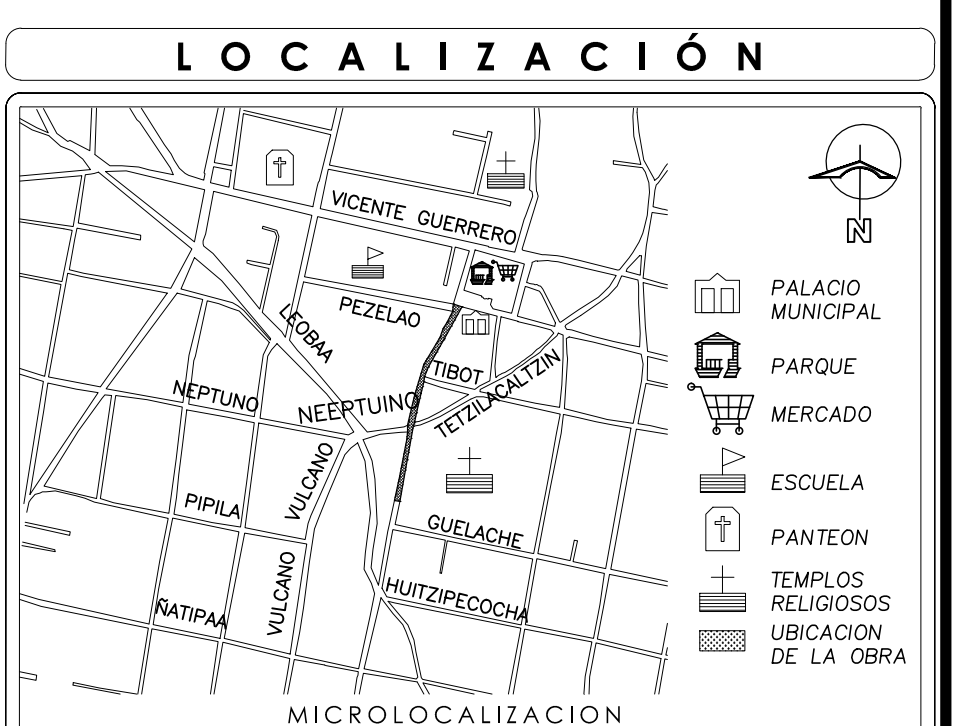 LOCALIZACIÓN
VICENTE GUERRERO
PEZELAO
LEOBAA
TIBOT
TETZILACALTZIN
NEPTUNO
NEEPTUINO
VULCANO
PIPILA
GUELACHE
VULCANO
HUITZIPECOCHA
ÑATIPAA
N
PALACIO
MUNICIPAL
PARQUE
MERCADO
ESCUELA
PANTEON
TEMPLOS
RELIGIOSOS
UBICACION
DE LA OBRA
MICROLOCALIZACION